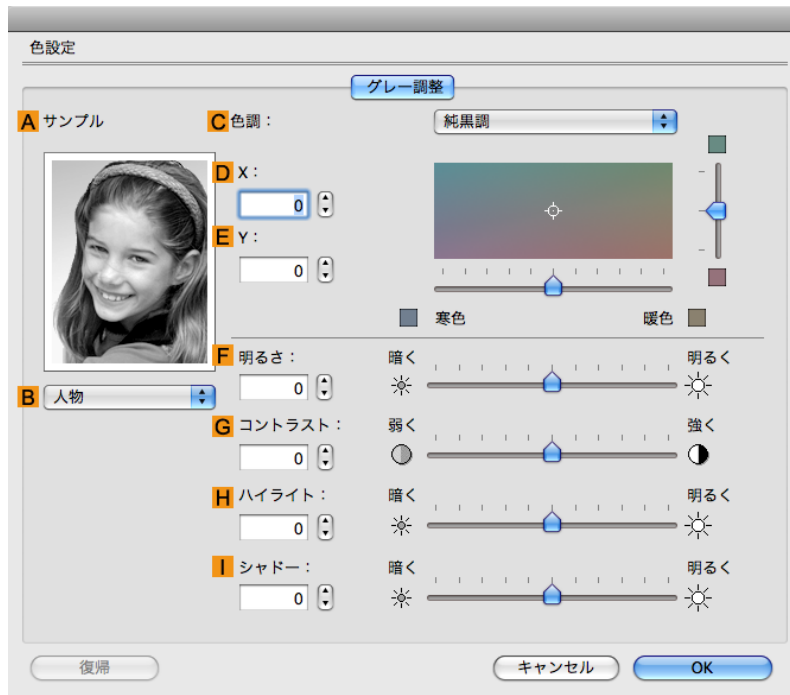 色設定
グレー調整
A サンプル
C 色調： 純黒調
D X：
0
E Y：
0
寒色 暖色
B 人物
F 明るさ： 暗く 明るく
0
G コントラスト： 弱く 強く
0
H ハイライト： 暗く 明るく
0
I シャドー： 暗く 明るく
0
復帰 キャンセル OK